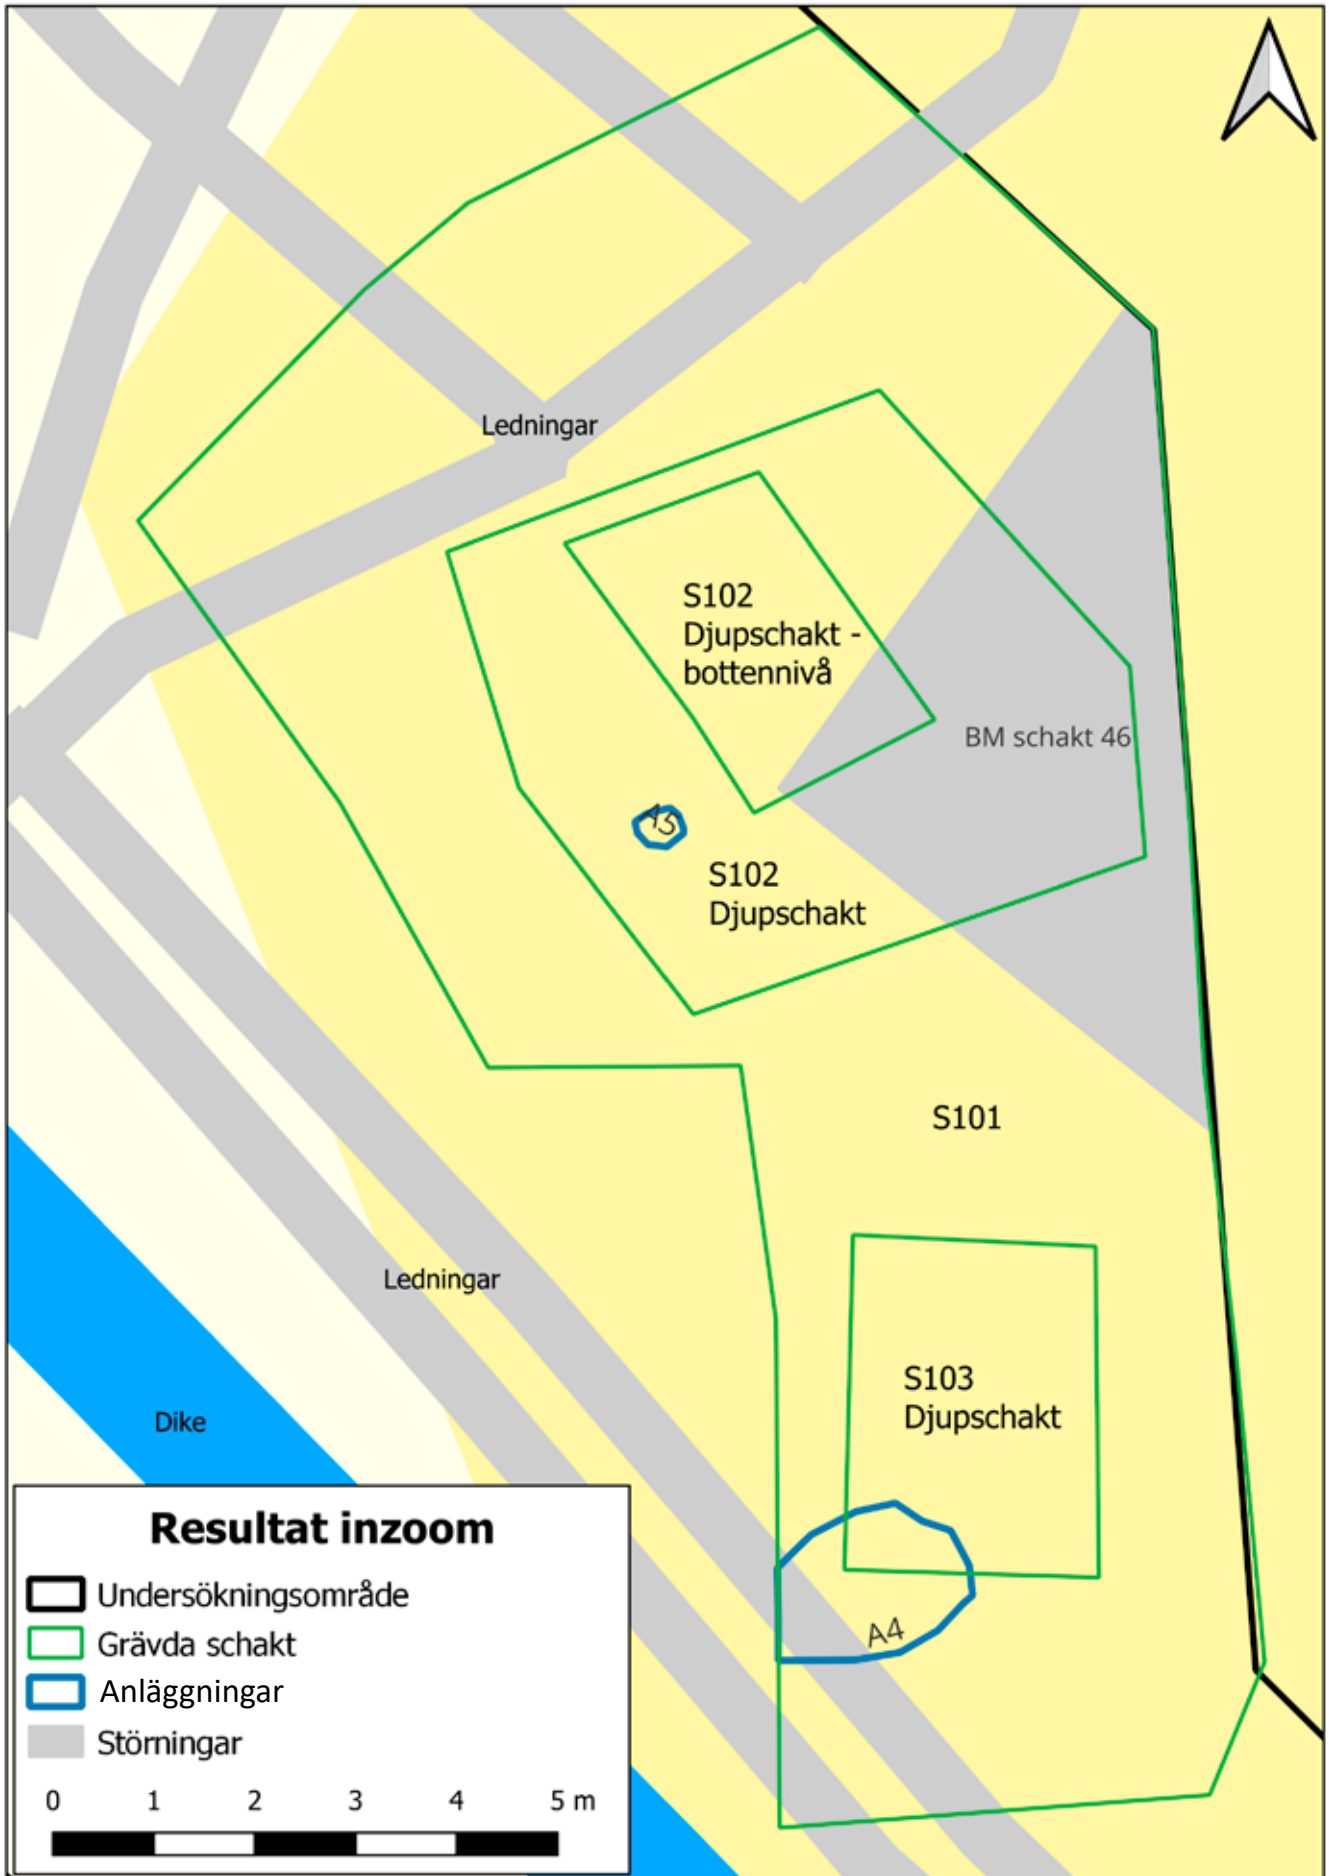 Ledningar
S102
Djupschakt -
bottennivå
BM schakt 46
A5
S102
Djupschakt
S101
Ledningar
S103
Djupschakt
Dike
A4
Resultat inzoom
Undersökningsområde
Grävda schakt
Anläggningar
Störningar
0 1 2 3 4 5 m